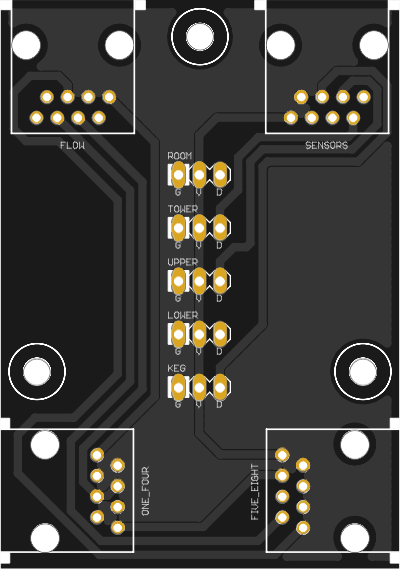 FLOW
SENSORS
ROOM
G V D
TOWER
G V D
UPPER
G V D
LOWER
G V D
KEG
G V D
ONE_FOUR
FIVE_EIGHT